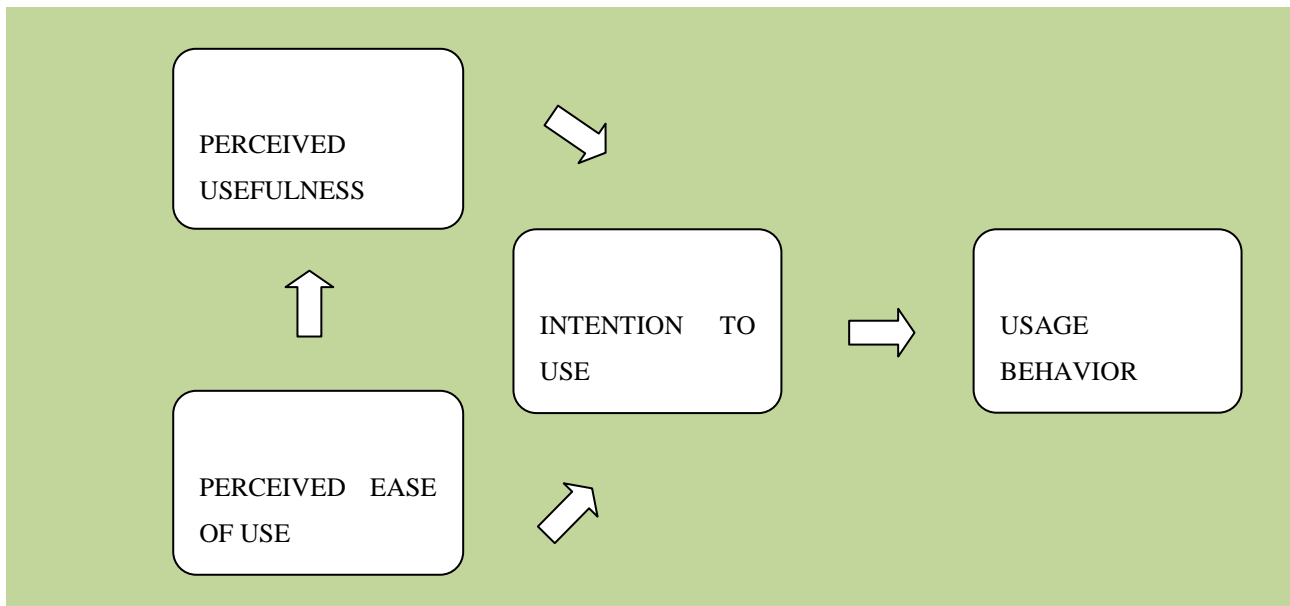 PERCEIVED
USEFULNESS
INTENTION TO
USE
USAGE
BEHAVIOR
PERCEIVED EASE
OF USE